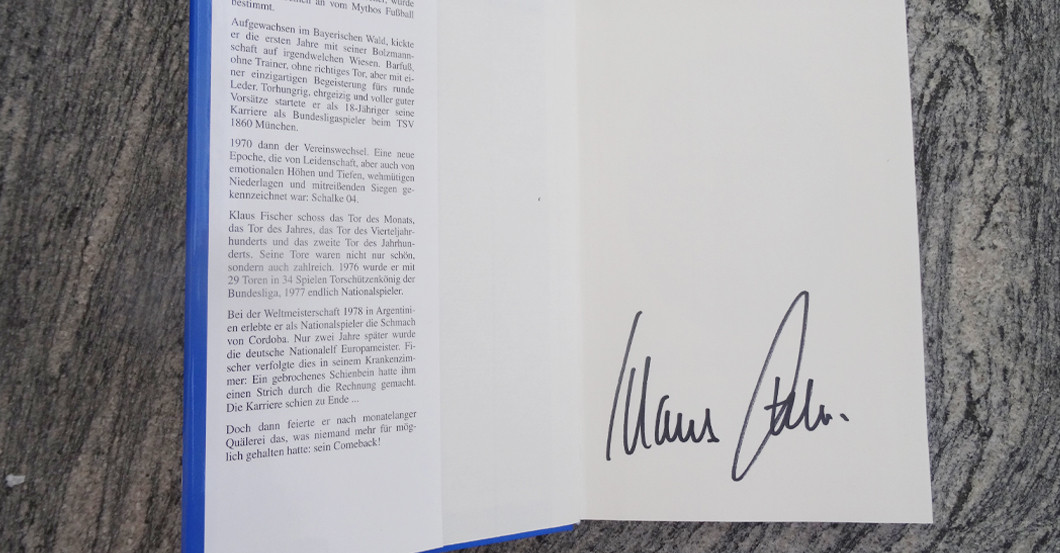 an vom Mythos Fußball
bestimmt.
Aufgewachsen im Bayerischen Wald, kickte
er die ersten Jahre mit seiner Bolzmann-
schaft auf irgendwelchen Wiesen. Barfuß,
ohne Trainer, ohne richtiges Tor, aber mit ei-
ner einzigartigen Begeisterung fürs runde
Leder. Torhungrig, ehrgeizig und voller guter
Vorsätze startete er als 18-Jähriger seine
Karriere als Bundesligaspieler beim TSV
1860 München.
1970 dann der Vereinswechsel. Eine neue
Epoche, die von Leidenschaft, aber auch von
emotionalen Höhen und Tiefen, wehmütigen
Niederlagen und mitreißenden Siegen ge-
kennzeichnet war: Schalke 04.
Klaus Fischer schoss das Tor des Monats,
das Tor des Jahres, das Tor des Vierteljahr-
hunderts und das zweite Tor des Jahrhun-
derts. Seine Tore waren nicht nur schön,
sondern auch zahlreich. 1976 wurde er mit
29 Toren in 34 Spielen Torschützenkönig der
Bundesliga, 1977 endlich Nationalspieler.
Bei der Weltmeisterschaft 1978 in Argentini-
en erlebte er als Nationalspieler die Schmach
von Cordoba. Nur zwei Jahre später wurde
die deutsche Nationalelf Europameister. Fi-
scher verfolgte dies in seinem Krankenzim-
mer: Ein gebrochenes Schienbein hatte ihm
einen Strich durch die Rechnung gemacht.
Die Karriere schien zu Ende ...
Doch dann feierte er nach monatelanger
Quälerei das, was niemand mehr für mög-
lich gehalten hatte: sein Comeback!
Klaus